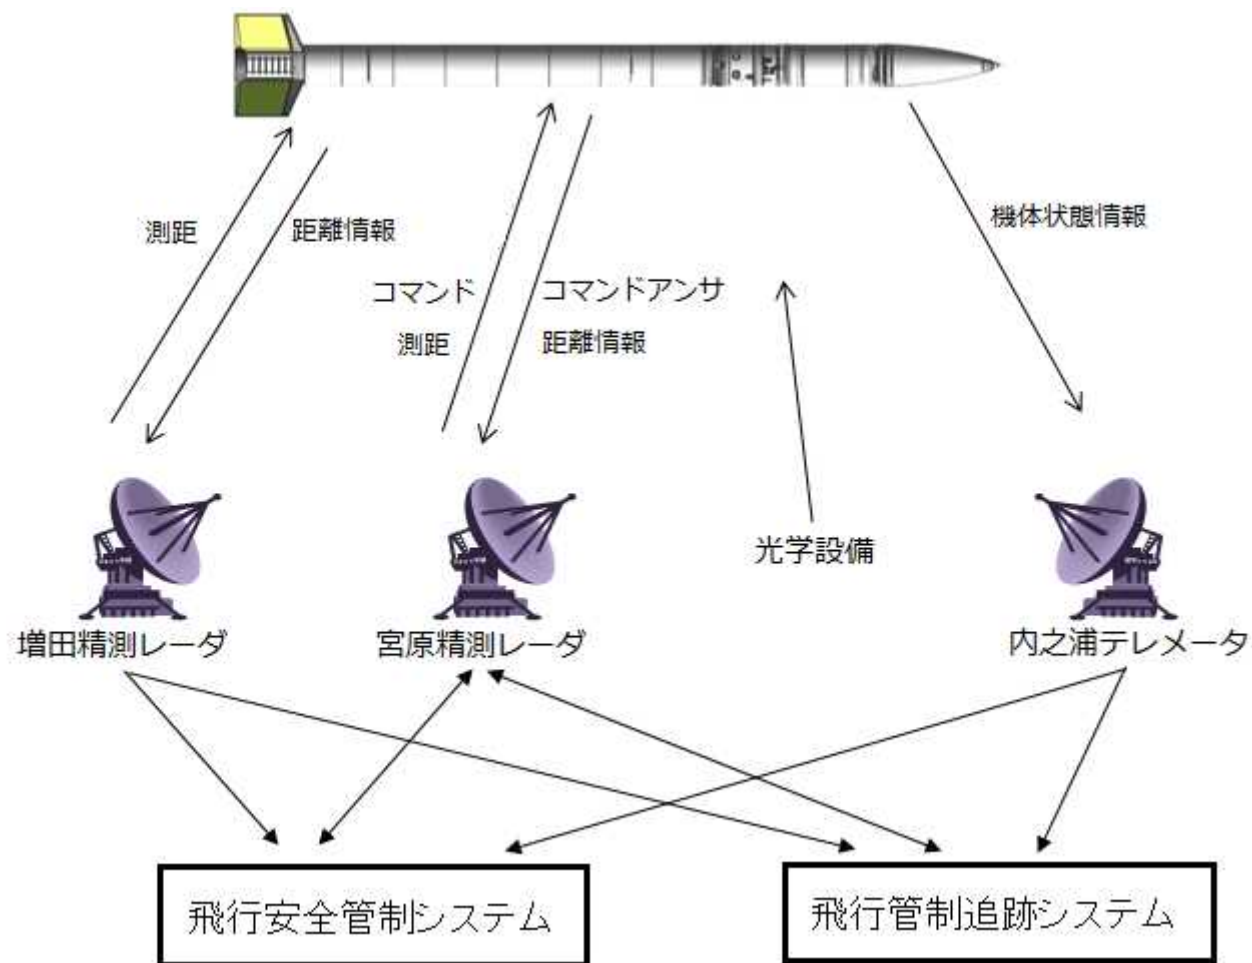 測距
距離情報
機体状態情報
コマンド
コマンドアンサ
測距
距離情報
光学設備
増田精測レーダ
宮原精測レーダ
内之浦テレメータ
飛行安全管制システム
飛行管制追跡システム